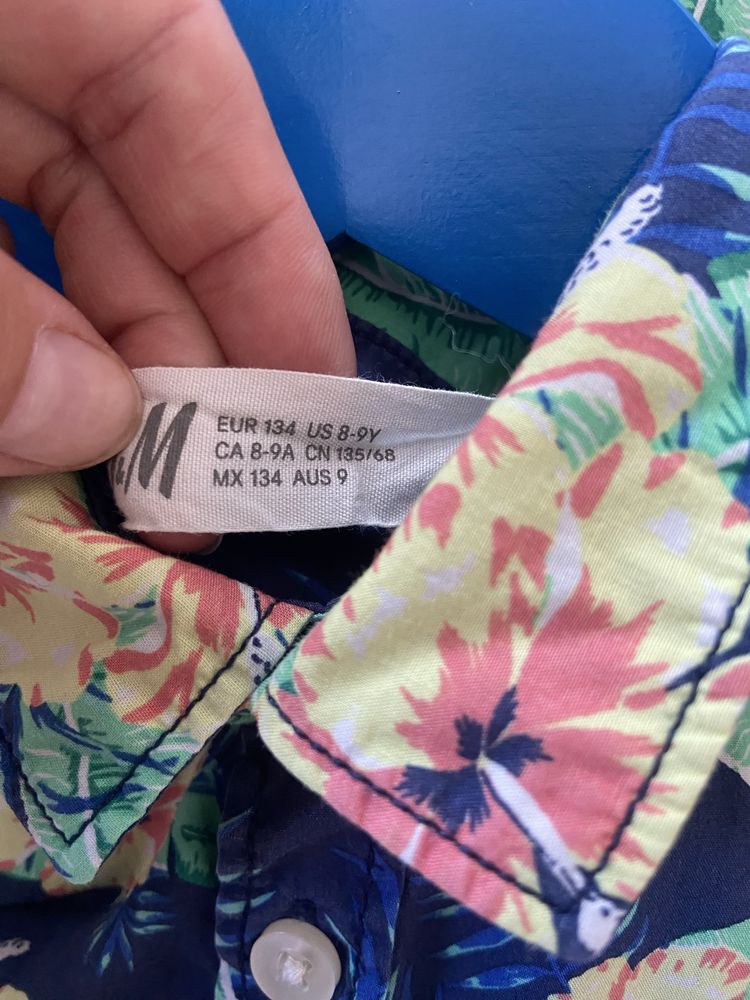 &M
EUR 134 US 8-9Y
CA 8-9A CN 135/68
MX 134 AUS 9